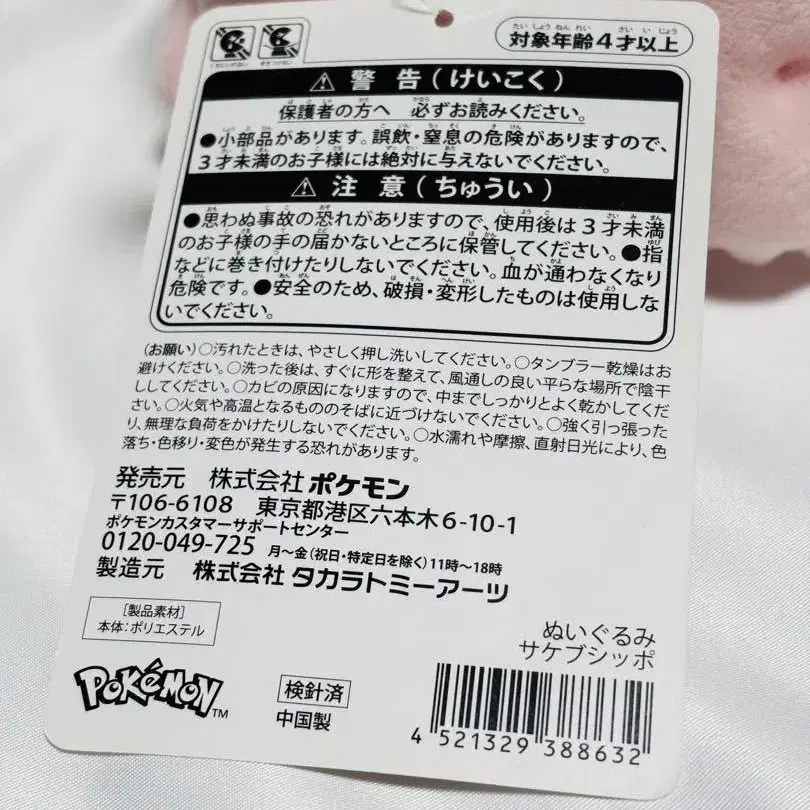 対象年齢4才以上
警告(けいこく)
保護者の方へ 必ずお読みください。
●小部品があります。誤飲・窒息の危険がありますので、
3才未満のお子様には絶対に与えないでください。
注意(ちゅうい)
●思わぬ事故の恐れがありますので、使用後は3才未満
のお子様の手の届かないところに保管してください。●指
などに巻き付けたりしないでください。血が通わなくなり
危険です。●安全のため、破損・変形したものは使用しな
いでください。
(お願い)○汚れたときは、やさしく押し洗いしてください。○タンブラー乾燥はお
避けください。○洗った後は、すぐに形を整えて、風通しの良い平らな場所で陰干
ししてください。○カビの原因になりますので、中までしっかりとよく乾かしてくださ
い。○火気や高温となるもののそばに近づけないでください。○強く引っ張った
り、無理な負荷をかけたりしないでください。○水濡れや摩擦、直射日光により、色
落ち・色移り・変色が発生する恐れがあります。
発売元 株式会社ポケモン
〒106-6108 東京都港区六本木6-10-1
ポケモンカスタマーサポートセンター
0120-049-725 月～金(祝日・特定日を除く)11時～18時
製造元 株式会社タカラトミーアーツ
[製品素材]
本体:ポリエステル
ぬいぐるみ
サケブシッポ
POKéMON TM
検針済
中国製
4 521329 388632